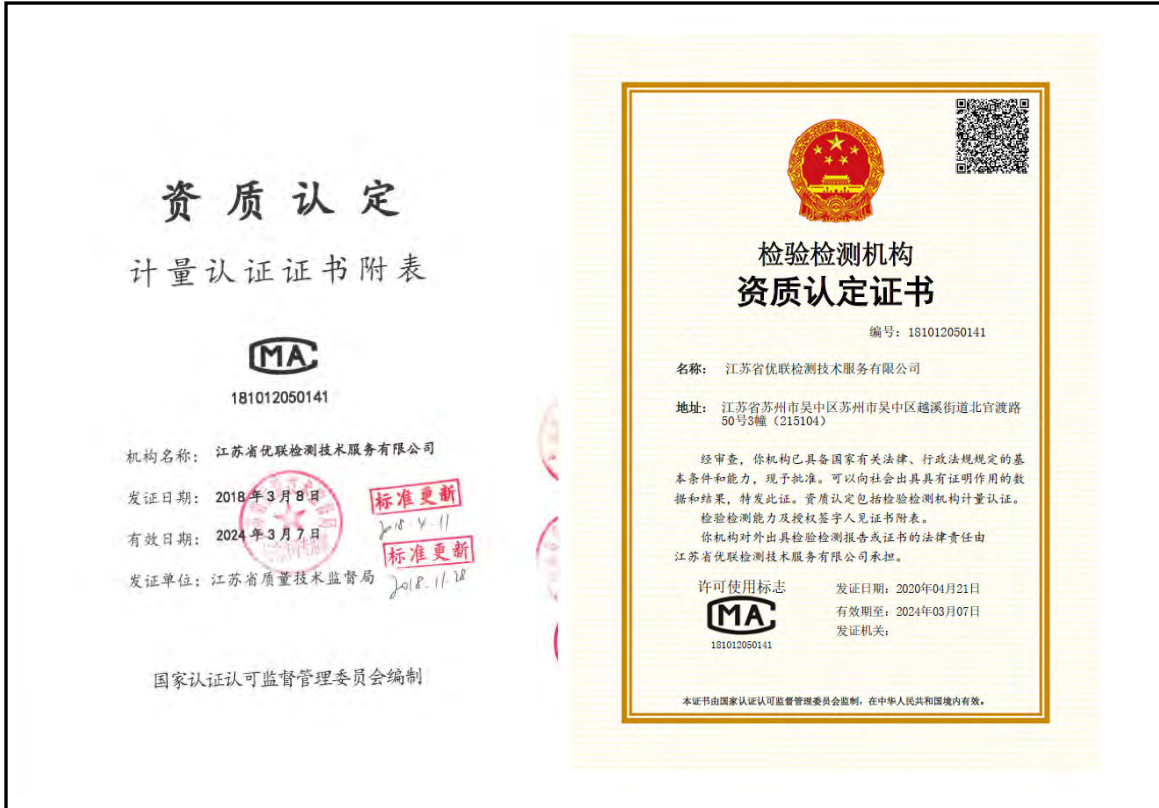 资质认定
计量认证证书附表
MA
181012050141
机构名称：江苏省优联检测技术服务有限公司
发证日期：2018年3月8日
有效日期：2024年3月7日
发证单位：江苏省质量技术监督局
标准更新
2018.4.11
标准更新
2018.11.28
国家认证认可监督管理委员会编制
检验检测机构
资质认定证书
编号：181012050141
名称：江苏省优联检测技术服务有限公司
地址：江苏省苏州市吴中区苏州市吴中区越溪街道北官渡路
50号3幢（215104）
经审查，你机构已具备国家有关法律、行政法规规定的基
本条件和能力，现予批准。可以向社会出具具有证明作用的数
据和结果，特发此证。资质认定包括检验检测机构计量认证。
检验检测能力及授权签字人见证书附表。
你机构对外出具检验检测报告或证书的法律责任由
江苏省优联检测技术服务有限公司承担。
许可使用标志
MA
181012050141
发证日期：2020年04月21日
有效期至：2024年03月07日
发证机关：
本证书由国家认证认可监督管理委员会监制，在中华人民共和国境内有效。